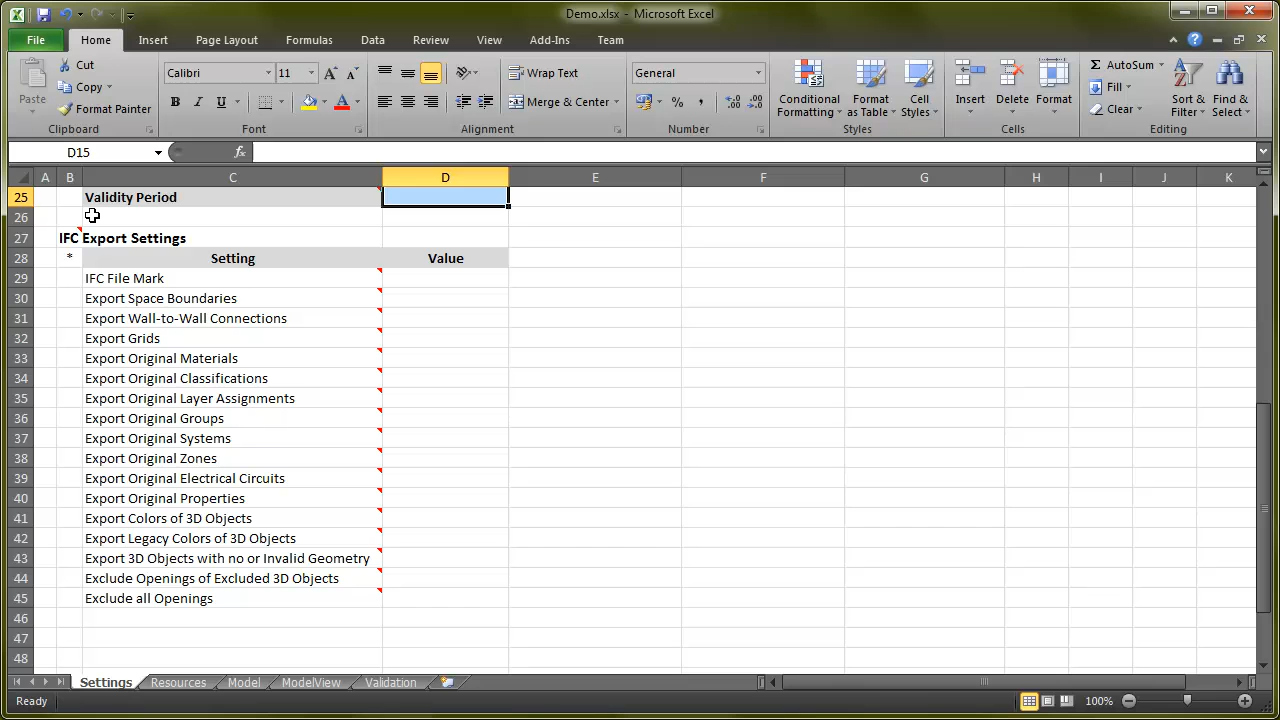 Demo.xlsx - Microsoft Excel
File Home Insert Page Layout Formulas Data Review View Add-Ins Team
Paste
Cut
Copy
Format Painter
Clipboard
Calibri 11
B I U A
Font
Wrap Text
Merge & Center
Alignment
General
% ,
Number
Conditional Formatting
Format as Table
Cell Styles
Styles
Insert Delete Format
Cells
Σ AutoSum
Fill
Clear
Sort & Filter
Find & Select
Editing
D15 fx
A B C D E F G H I J K
25 Validity Period
26
27 IFC Export Settings
28 * Setting Value
29 IFC File Mark
30 Export Space Boundaries
31 Export Wall-to-Wall Connections
32 Export Grids
33 Export Original Materials
34 Export Original Classifications
35 Export Original Layer Assignments
36 Export Original Groups
37 Export Original Systems
38 Export Original Zones
39 Export Original Electrical Circuits
40 Export Original Properties
41 Export Colors of 3D Objects
42 Export Legacy Colors of 3D Objects
43 Export 3D Objects with no or Invalid Geometry
44 Exclude Openings of Excluded 3D Objects
45 Exclude all Openings
46
47
48
Settings Resources Model ModelView Validation
Ready 100%